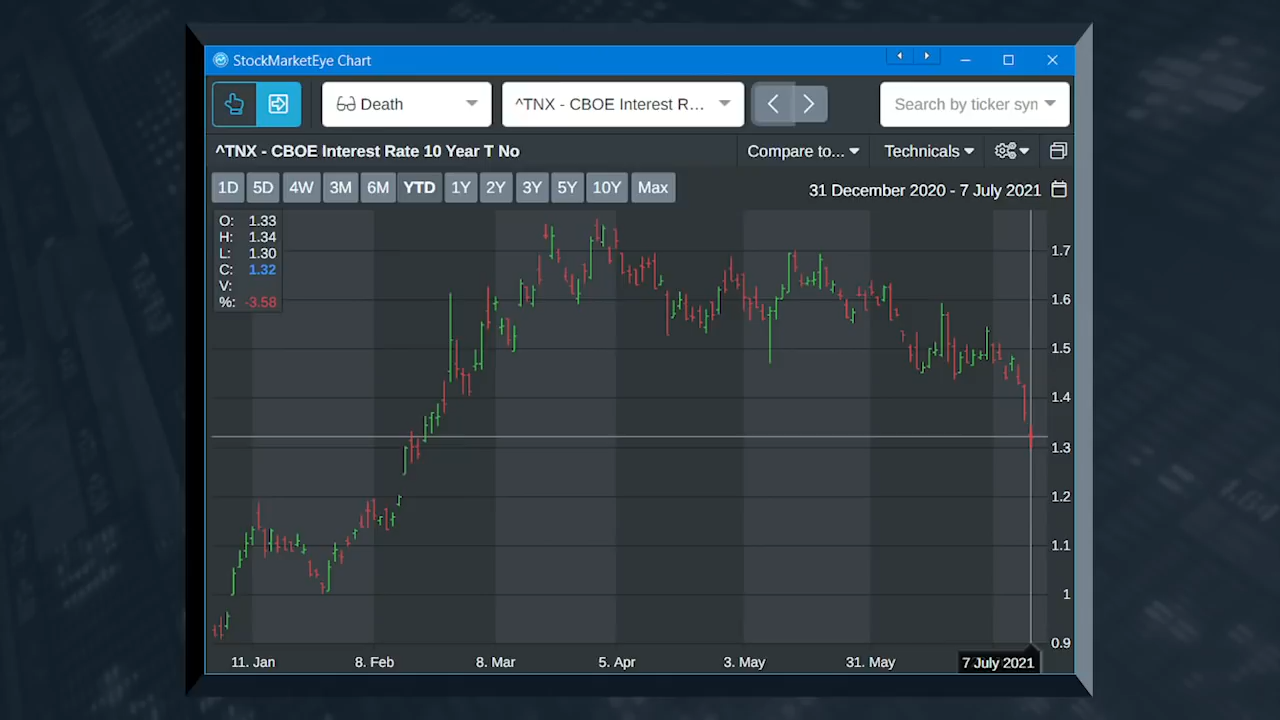 StockMarketEye Chart
Death
^TNX - CBOE Interest R...
Search by ticker syn
^TNX - CBOE Interest Rate 10 Year T No
Compare to...
Technicals
1D 5D 4W 3M 6M YTD 1Y 2Y 3Y 5Y 10Y Max
31 December 2020 - 7 July 2021
O: 1.33
H: 1.34
L: 1.30
C: 1.32
V:
%: -3.58
1.7
1.6
1.5
1.4
1.3
1.2
1.1
1
0.9
11. Jan 8. Feb 8. Mar 5. Apr 3. May 31. May 7 July 2021